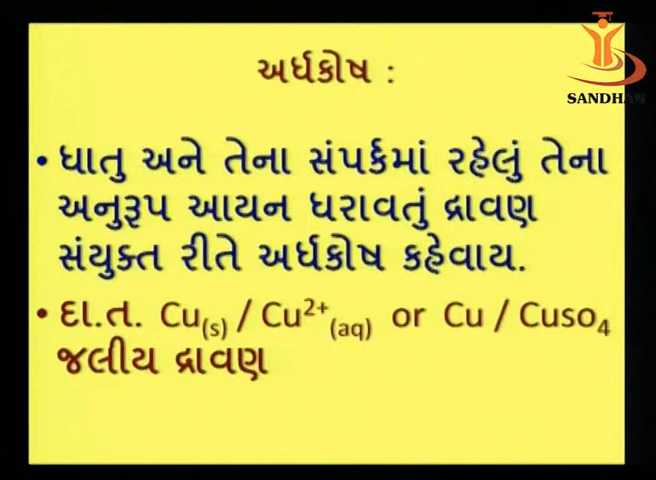 SANDHAN
અર્ધકોષ :
• ધાતુ અને તેના સંપર્કમાં રહેલું તેના
અનુરૂપ આયન ધરાવતું દ્રાવણ
સંયુક્ત રીતે અર્ધકોષ કહેવાય.
• દા.ત. Cu(s) / Cu²⁺(aq) or Cu / Cuso₄
જલીય દ્રાવણ